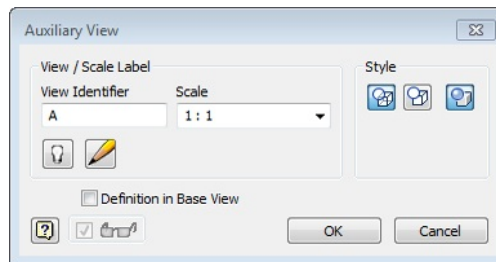 Auxiliary View
View / Scale Label
Style
View Identifier
Scale
A
1 : 1
Definition in Base View
OK
Cancel